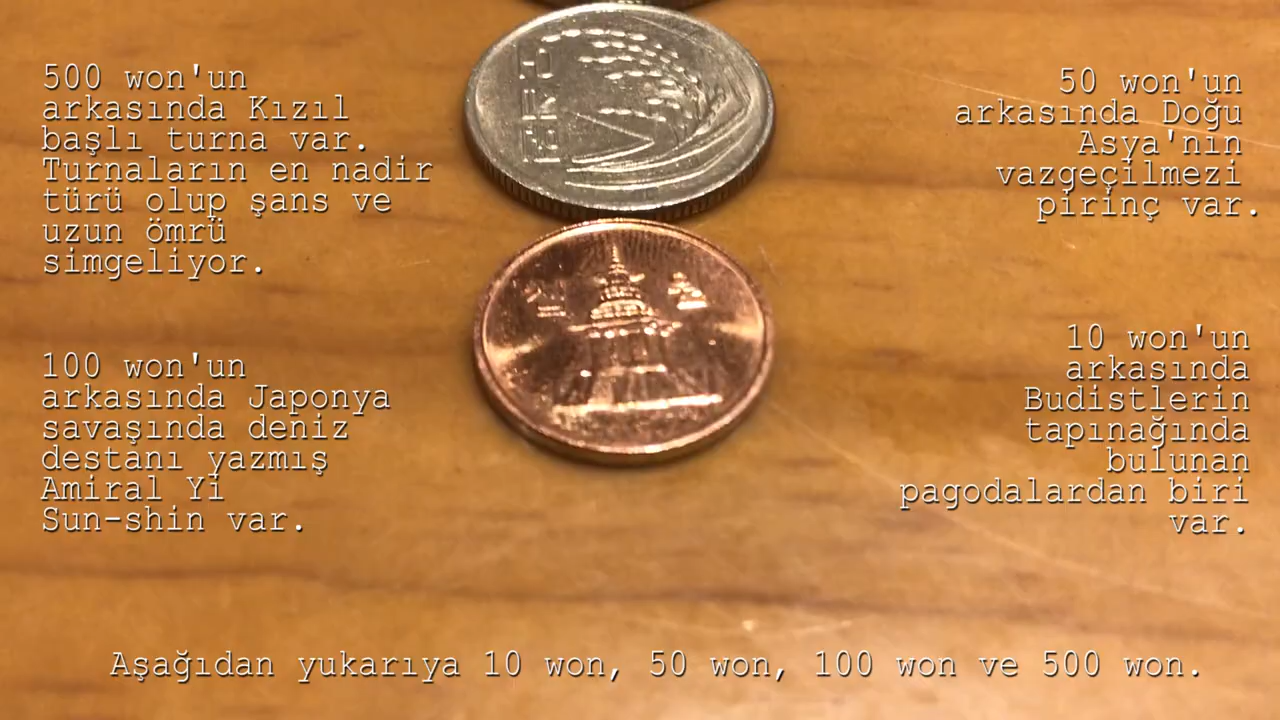 500 won'un
arkasında Kızıl
başlı turna var.
Turnaların en nadir
türü olup şans ve
uzun ömrü
simgeliyor.
50 won'un
arkasında Doğu
Asya'nın
vazgeçilmezi
pirinç var.
100 won'un
arkasında Japonya
savaşında deniz
destanı yazmış
Amiral Yi
Sun-shin var.
10 won'un
arkasında
Budistlerin
tapınağında
bulunan
pagodalardan biri
var.
Aşağıdan yukarıya 10 won, 50 won, 100 won ve 500 won.